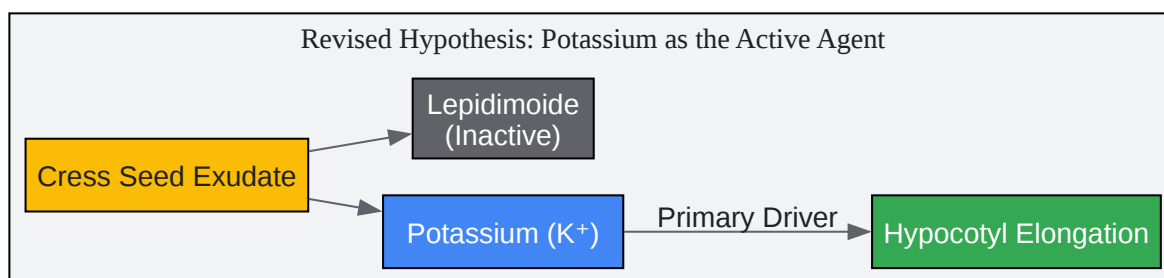 Revised Hypothesis: Potassium as the Active Agent
Lepidimoide
(Inactive)
Cress Seed Exudate
Potassium (K⁺)
Primary Driver
Hypocotyl Elongation